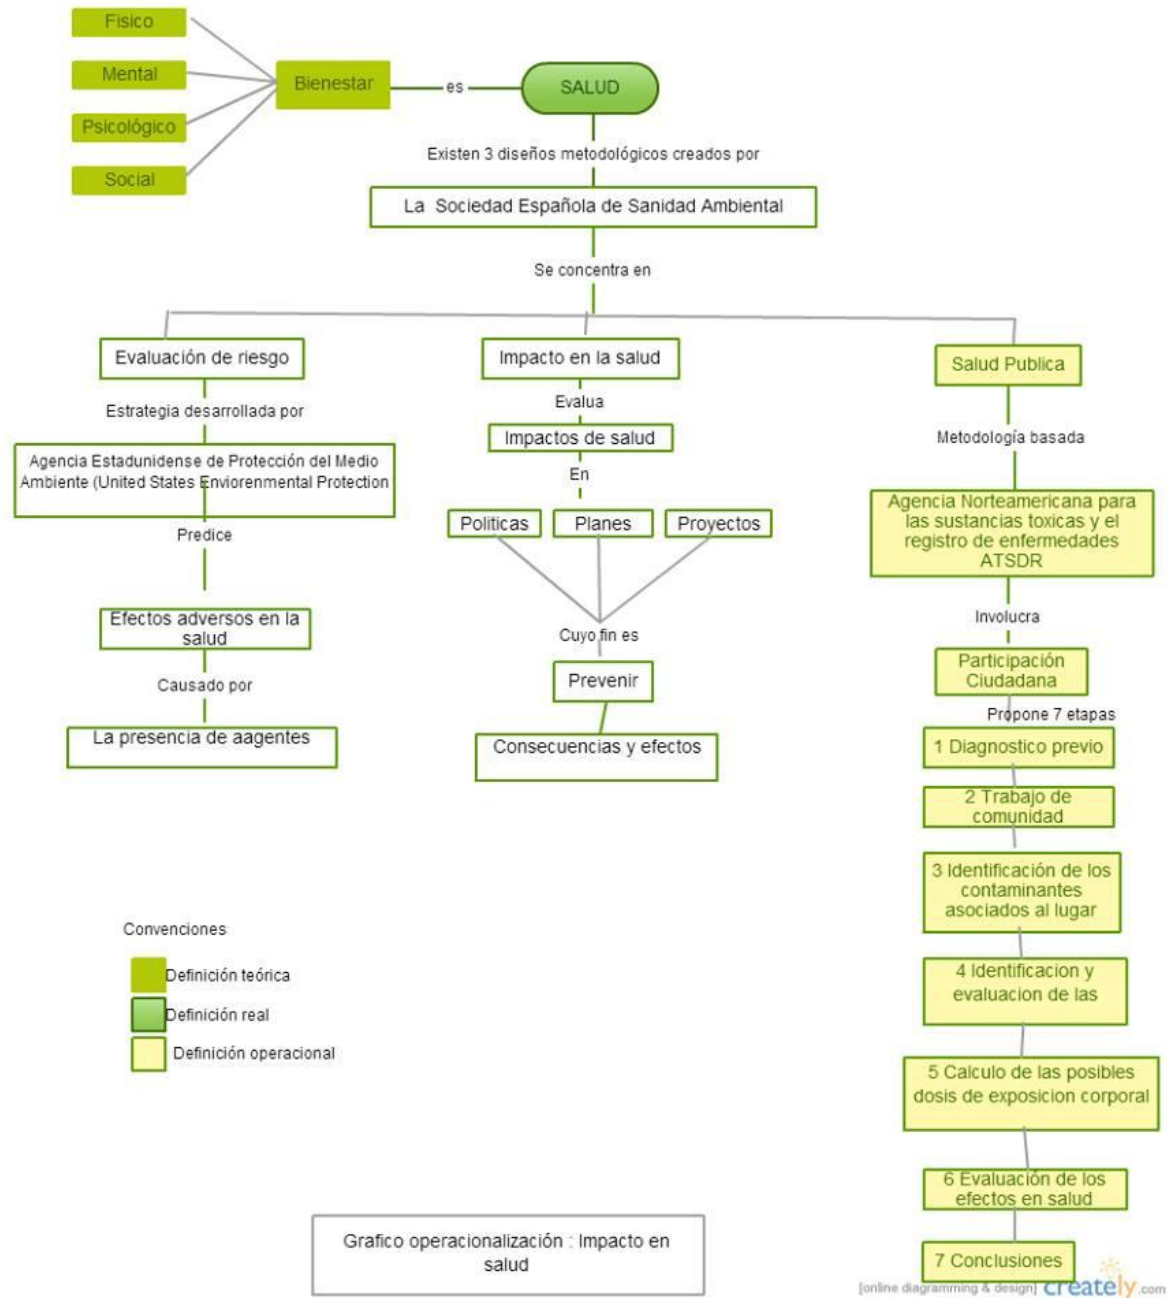 Fisico
Mental
Psicológico
Social
Bienestar
es
SALUD
Existen 3 diseños metodológicos creados por
La Sociedad Española de Sanidad Ambiental
Se concentra en
Evaluación de riesgo
Estrategia desarrollada por
Agencia Estadunidense de Protección del Medio
Ambiente (United States Enviorenmental Protection
Predice
Efectos adversos en la
salud
Causado por
La presencia de aagentes
Impacto en la salud
Evalua
Impactos de salud
En
Politicas
Planes
Proyectos
Cuyo fin es
Prevenir
Consecuencias y efectos
Salud Publica
Metodología basada
Agencia Norteamericana para
las sustancias toxicas y el
registro de enfermedades
ATSDR
Involucra
Participación
Ciudadana
Propone 7 etapas
1 Diagnostico previo
2 Trabajo de
comunidad
3 Identificación de los
contaminantes
asociados al lugar
4 Identificacion y
evaluacion de las
5 Calculo de las posibles
dosis de exposicion corporal
6 Evaluación de los
efectos en salud
7 Conclusiones
Convenciones
Definición teórica
Definición real
Definición operacional
Grafico operacionalización : Impacto en
salud
[online diagramming & design] creately.com